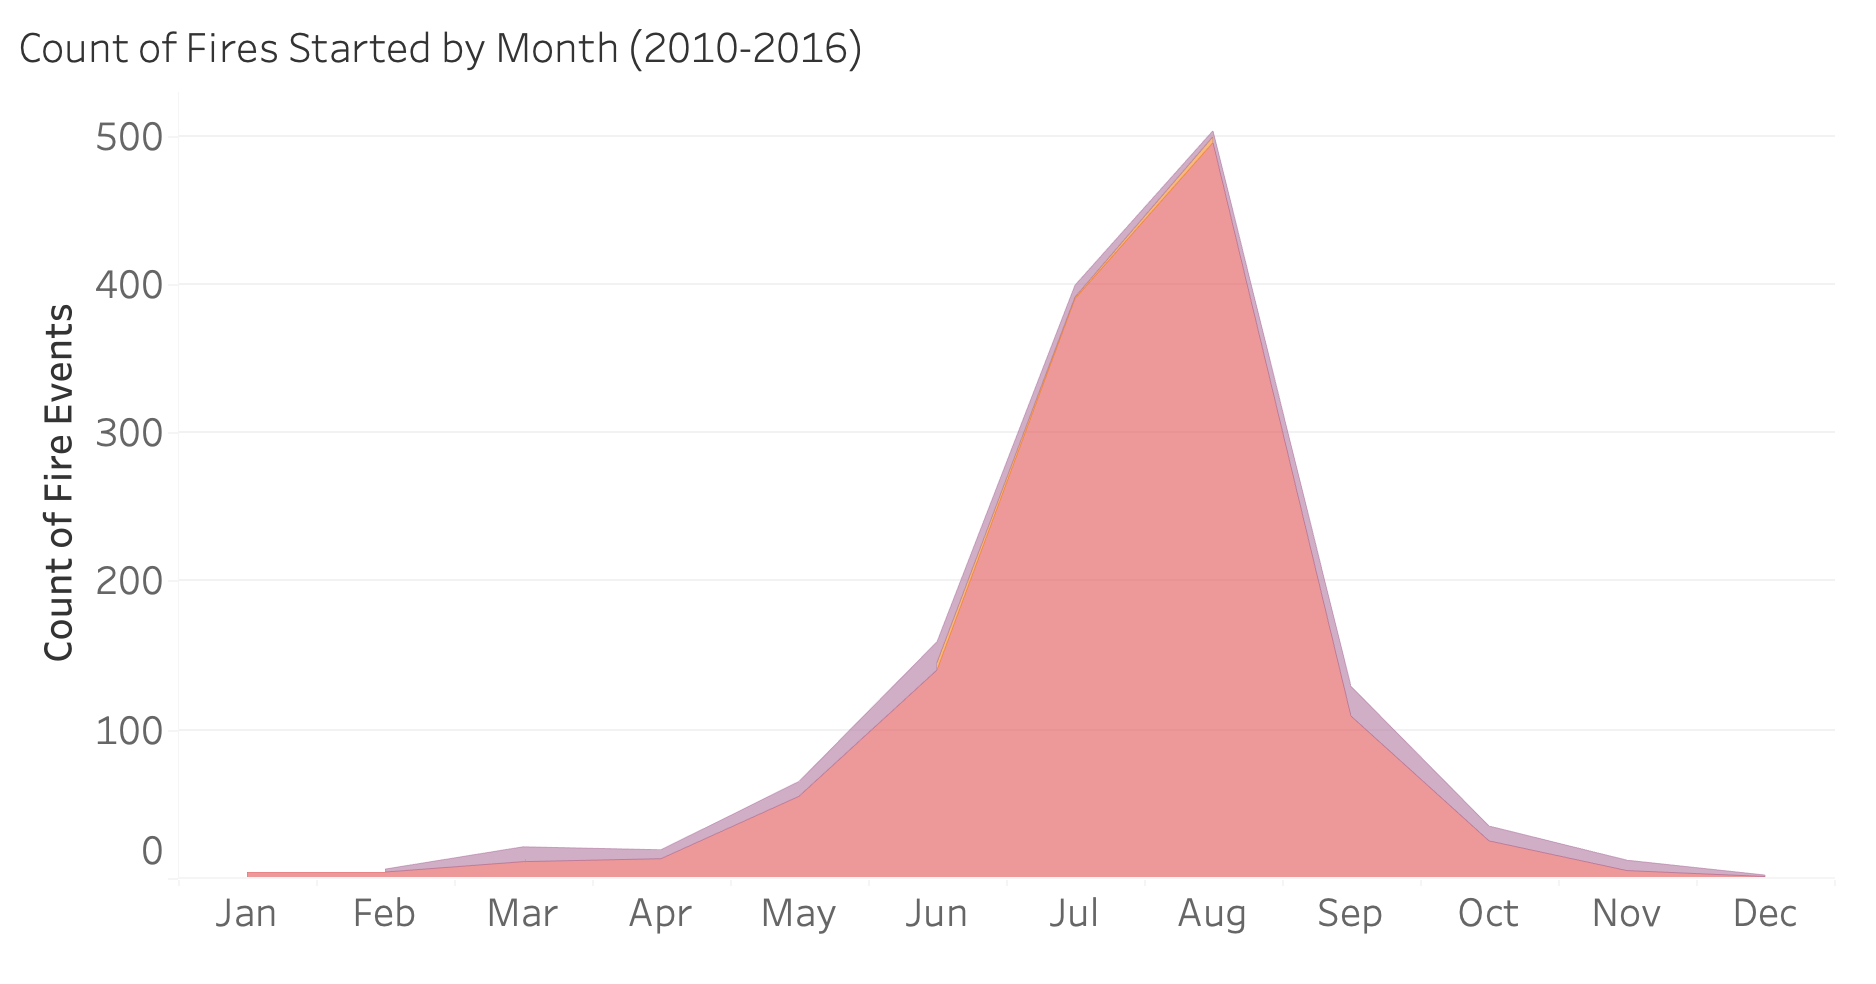 Count of Fires Started by Month (2010-2016)
Count of Fire Events
500
400
300
200
100
0
Jan Feb Mar Apr May Jun Jul Aug Sep Oct Nov Dec